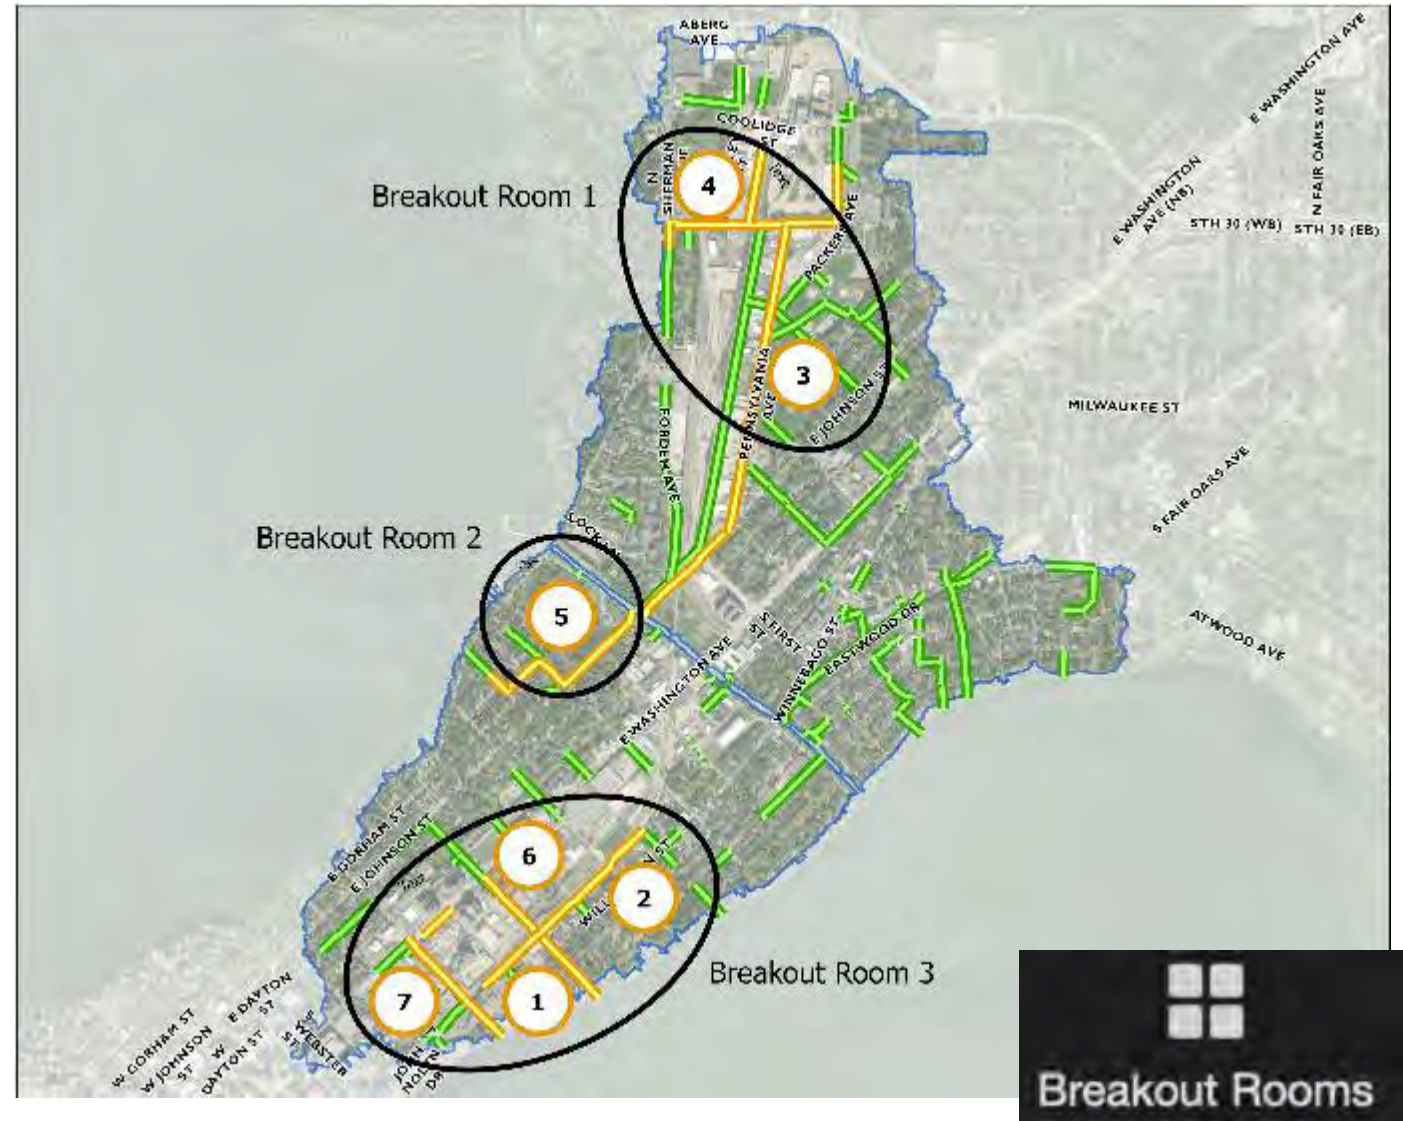 ABERG
AVE
E WASHINGTON AVE
N FAIR OAKS AVE
COOLIDGE
ST
N
SHERMAN
Breakout Room 1
4
PACKERS AVE
E WASHINGTON
AVE (NB)
STH 30 (WB)
STH 30 (EB)
3
PENNSYLVANIA
AVE
E JOHNSON ST
MILWAUKEE ST
FORDEM AVE
S FAIR OAKS AVE
Breakout Room 2
5
S FIRST
ST
WINNEBAGO ST
EASTWOOD DR
ATWOOD AVE
E WASHINGTON AVE
E GORHAM ST
E JOHNSON ST
6
2
7
1
Breakout Room 3
W GORHAM ST
W JOHNSON
ST
E DAYTON
ST
W
DAYTON ST
S
WEBSTER
ST
JOHN
NOLEN
DR
Breakout Rooms